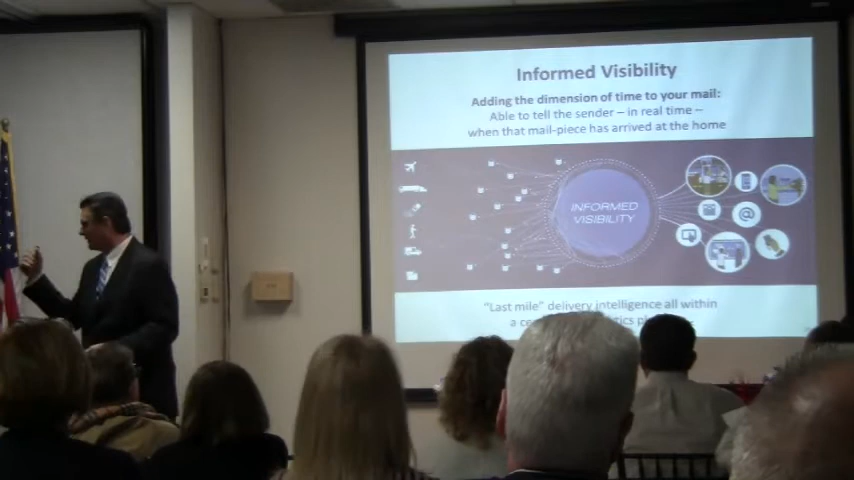 Informed Visibility
Adding the dimension of time to your mail:
Able to tell the sender – in real time –
when that mail-piece has arrived at the home
INFORMED
VISIBILITY
"Last mile" delivery intelligence all within
a